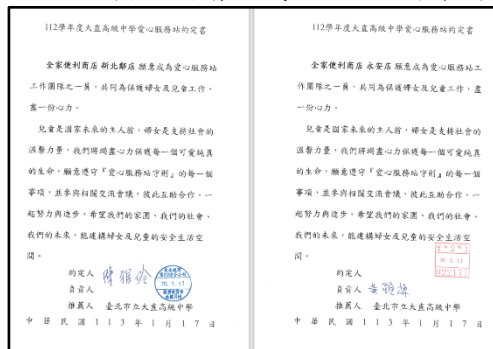 112學年度大直高級中學愛心服務站約定書
全家便利商店 新北鄰店 願意成為愛心服務站
工作團隊之一員,共同為保護婦女及兒童工作,
盡一份心力。
兒童是國家未來的主人翁,婦女是支持社會的
溫馨力量,我們將竭盡心力保護每一個可愛純真
的生命,願意遵守『愛心服務站守則』的每一個
事項,並參與相關交流會議,彼此互助合作,一
起努力與進步,希望我們的家園、我們的社會、
我們的未來,能建構婦女及兒童的安全生活空
間。
約定人
負責人
推薦人 臺北市立大直高級中學
中華民國113年1月17日
112學年度大直高級中學愛心服務站約定書
全家便利商店 永安店 願意成為愛心服務站工
作團隊之一員,共同為保護婦女及兒童工作,盡
一份心力。
兒童是國家未來的主人翁,婦女是支持社會的
溫馨力量,我們將竭盡心力保護每一個可愛純真
的生命,願意遵守『愛心服務站守則』的每一個
事項,並參與相關交流會議,彼此互助合作,一
起努力與進步,希望我們的家園、我們的社會、
我們的未來,能建構婦女及兒童的安全生活空
間。
約定人
負責人
推薦人 臺北市立大直高級中學
中華民國113年1月17日